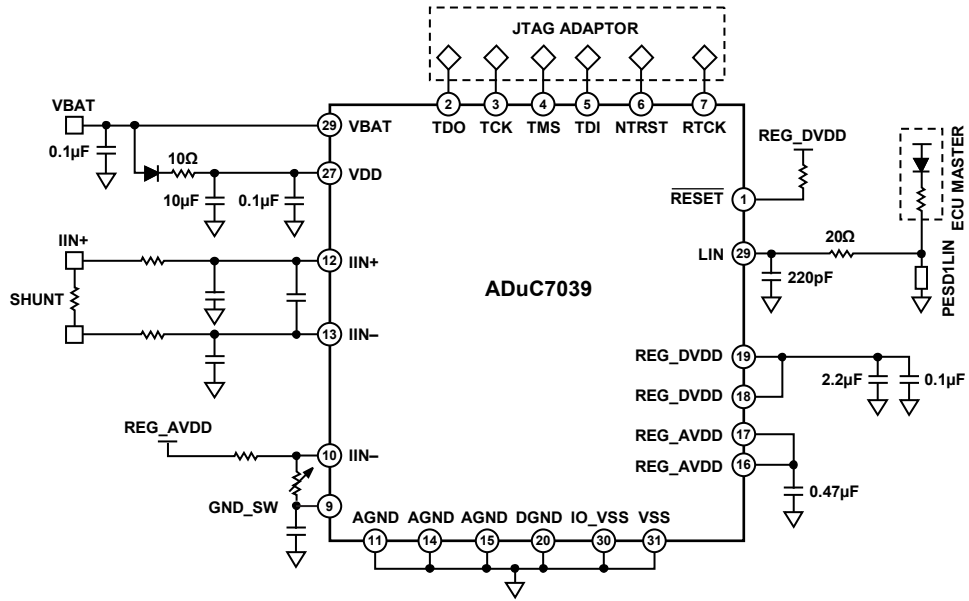 JTAG ADAPTOR
2 3 4 5 6 7
TDO TCK TMS TDI NTRST RTCK
VBAT
0.1µF
29 VBAT
10Ω
27 VDD
10µF 0.1µF
IIN+
12 IIN+
SHUNT
13 IIN–
REG_AVDD
10 IIN–
GND_SW
9
ADuC7039
REG_DVDD
RESET 1
LIN 29
20Ω
220pF
ECU MASTER
PESD1LIN
REG_DVDD 19
REG_DVDD 18
2.2µF 0.1µF
REG_AVDD 17
REG_AVDD 16
0.47µF
AGND AGND AGND DGND IO_VSS VSS
11 14 15 20 30 31